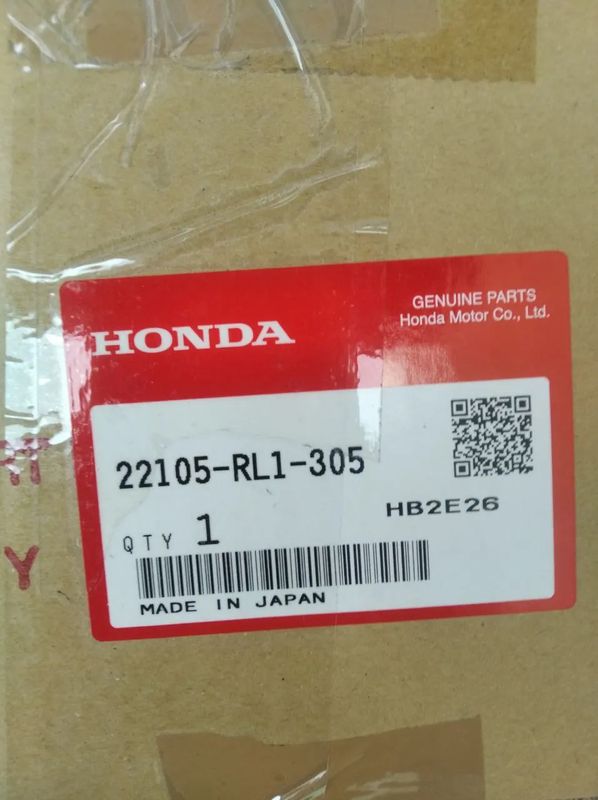 GENUINE PARTS
Honda Motor Co., Ltd.
HONDA
22105-RL1-305
HB2E26
QTY 1
MADE IN JAPAN
Y